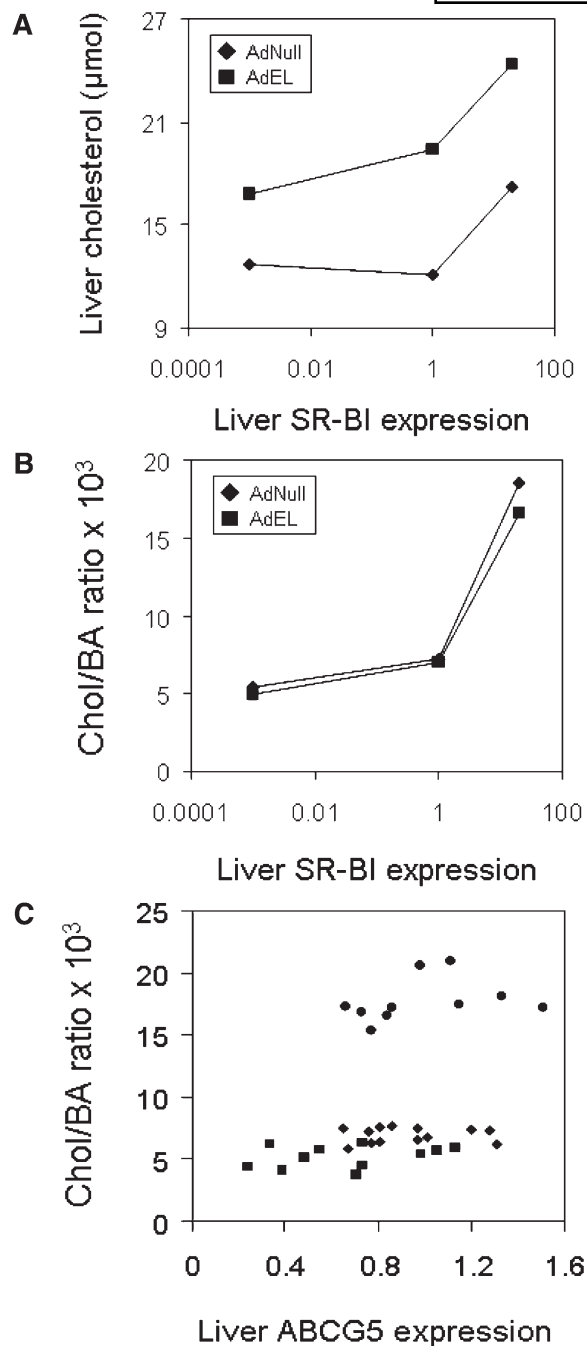 A
Liver cholesterol (µmol)
27
21
15
9
AdNull
AdEL
0.0001 0.01 1 100
Liver SR-BI expression
B
Chol/BA ratio x 10³
20
15
10
5
0
AdNull
AdEL
0.0001 0.01 1 100
Liver SR-BI expression
C
Chol/BA ratio x 10³
25
20
15
10
5
0
0 0.4 0.8 1.2 1.6
Liver ABCG5 expression